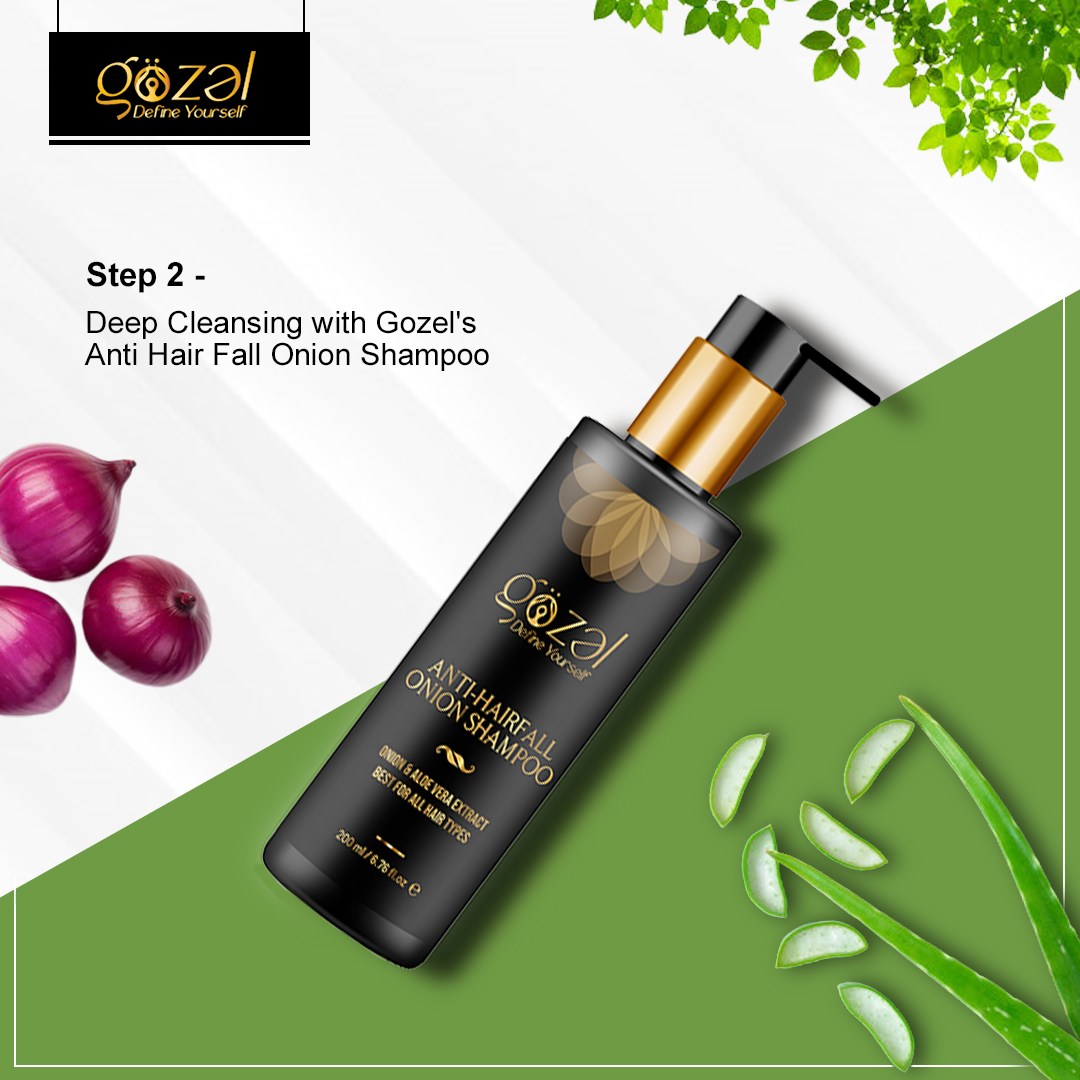 gözəl
Define Yourself
Step 2 -
Deep Cleansing with Gozel's
Anti Hair Fall Onion Shampoo
gözəl
Define Yourself
ANTI-HAIRFALL
ONION SHAMPOO
ONION & ALOE VERA EXTRACT
BEST FOR ALL HAIR TYPES
200 ml / 6.76 fl.oz ℮